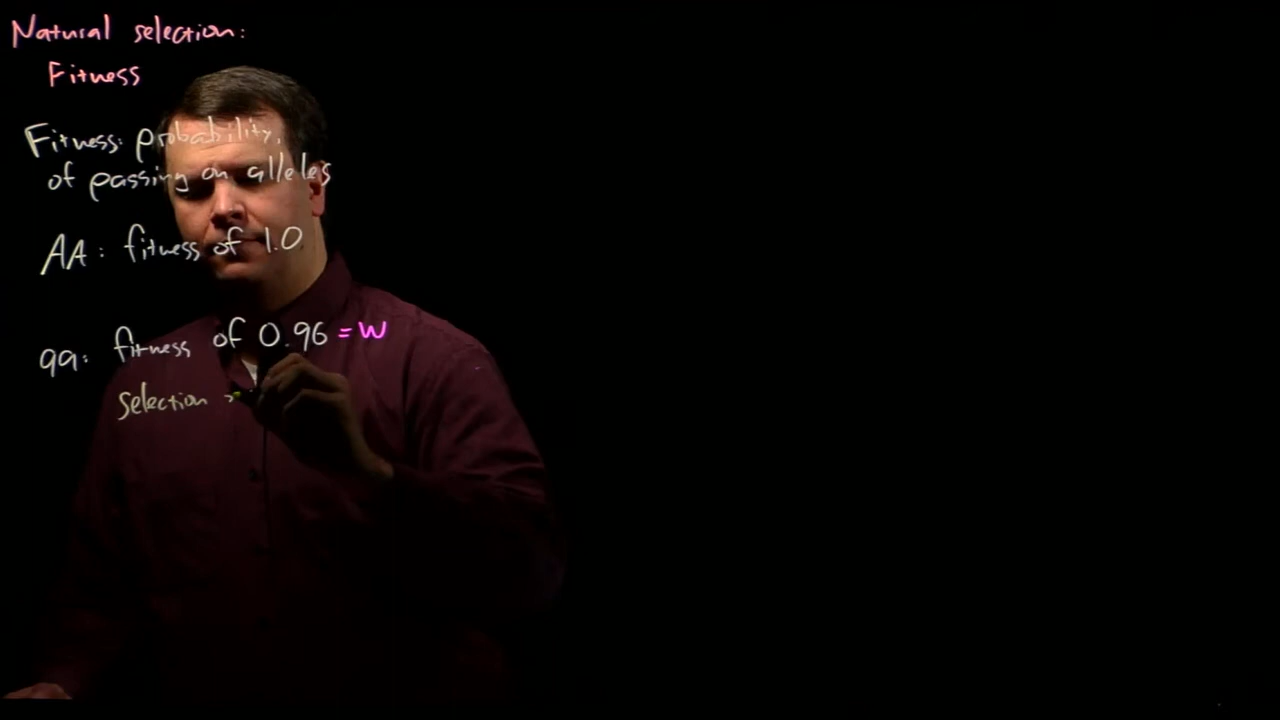 Natural selection:
Fitness
Fitness: probability,
of passing on alleles
AA: fitness of 1.0
aa: fitness of 0.96 = w
selection